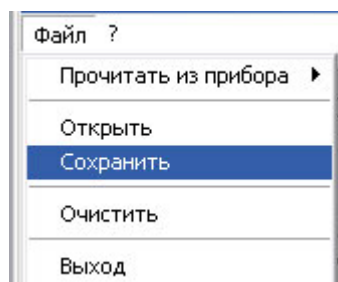 Файл ?
Прочитать из прибора
Открыть
Сохранить
Очистить
Выход